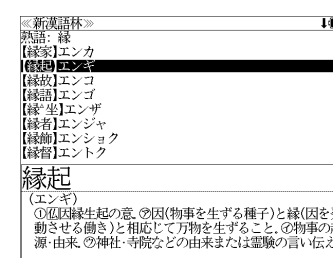 ≪新漢語林≫
熟語: 縁
【縁家】エンカ
【縁起】エンギ
【縁故】エンコ
【縁語】エンゴ
【縁坐】エンザ
【縁者】エンジャ
【縁飾】エンショク
【縁督】エントク
縁起
(エンギ)
①仏因縁生起の意。㋐因(物事を生ずる種子)と縁(因を
動させる働き)と相応じて万物を生ずること。㋑物事の
源・由来。㋒神社・寺院などの由来または霊験の言い伝え